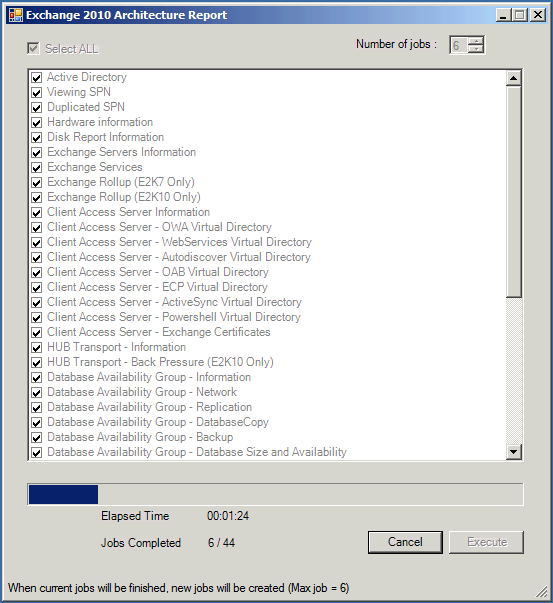 Exchange 2010 Architecture Report
Select ALL
Number of jobs : 6
Active Directory
Viewing SPN
Duplicated SPN
Hardware information
Disk Report Information
Exchange Servers Information
Exchange Services
Exchange Rollup (E2K7 Only)
Exchange Rollup (E2K10 Only)
Client Access Server Information
Client Access Server - OWA Virtual Directory
Client Access Server - WebServices Virtual Directory
Client Access Server - Autodiscover Virtual Directory
Client Access Server - OAB Virtual Directory
Client Access Server - ECP Virtual Directory
Client Access Server - ActiveSync Virtual Directory
Client Access Server - Powershell Virtual Directory
Client Access Server - Exchange Certificates
HUB Transport - Information
HUB Transport - Back Pressure (E2K10 Only)
Database Availability Group - Information
Database Availability Group - Network
Database Availability Group - Replication
Database Availability Group - DatabaseCopy
Database Availability Group - Backup
Database Availability Group - Database Size and Availability
Elapsed Time 00:01:24
Jobs Completed 6 / 44
Cancel
Execute
When current jobs will be finished, new jobs will be created (Max job = 6)